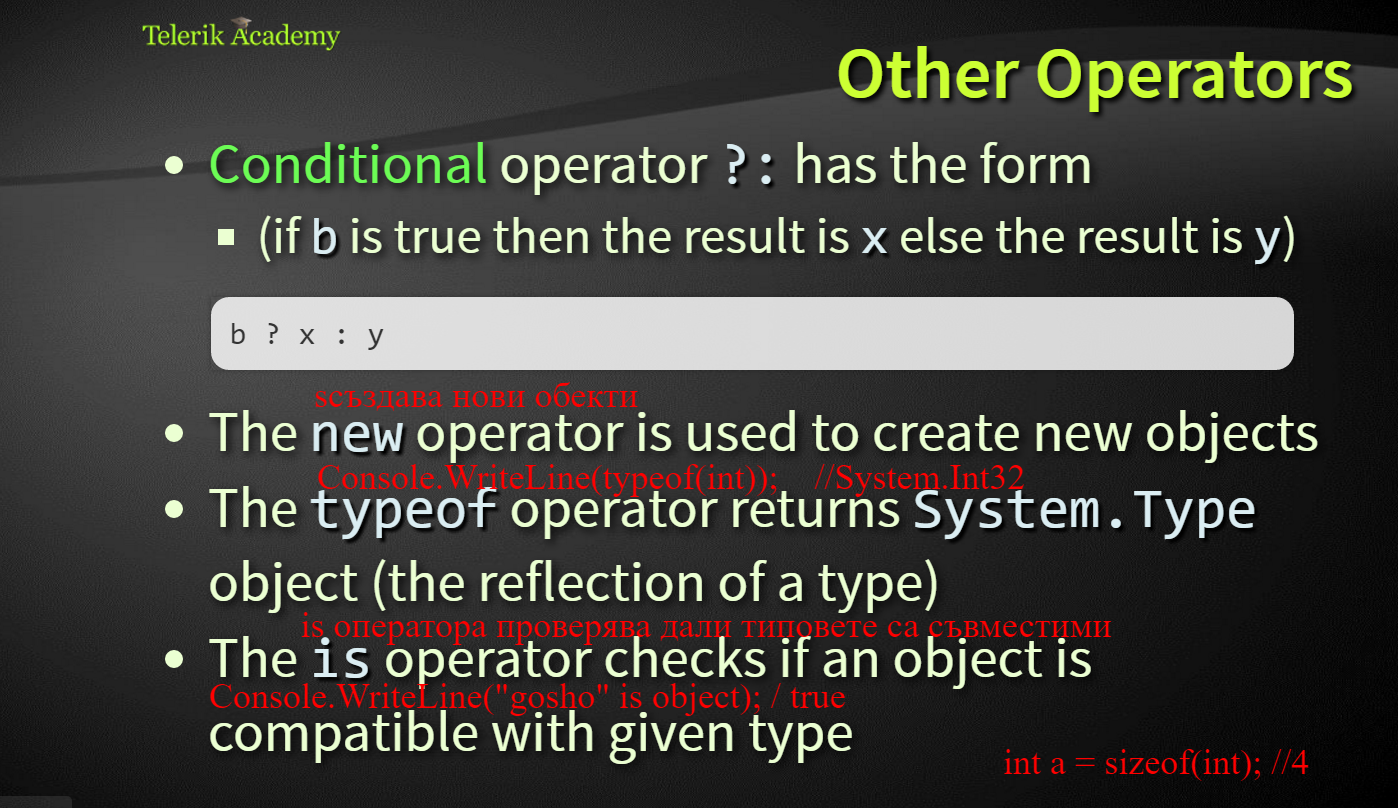 Telerik Academy
Other Operators
Conditional operator ?: has the form
(if b is true then the result is x else the result is y)
b ? x : y
sсъздава нови обекти
The new operator is used to create new objects
Console.WriteLine(typeof(int)); //System.Int32
The typeof operator returns System.Type
object (the reflection of a type)
is оператора проверява дали типовете са съвместими
The is operator checks if an object is
Console.WriteLine("gosho" is object); / true
compatible with given type
int a = sizeof(int); //4